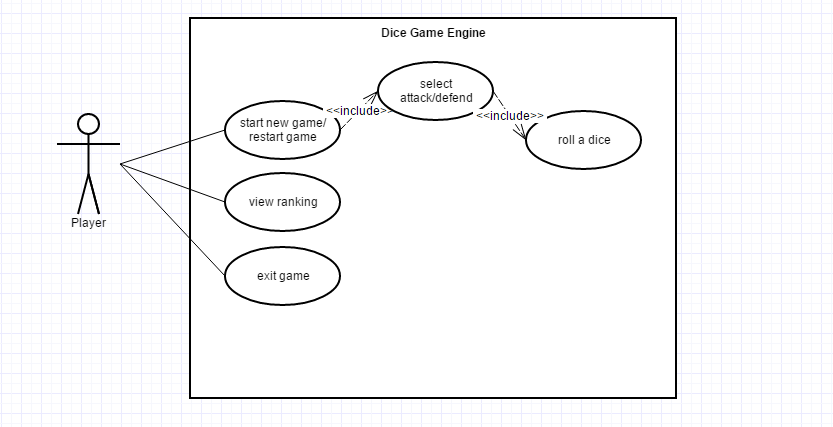 Dice Game Engine
select
attack/defend
<<include>>
<<include>>
start new game/
restart game
roll a dice
view ranking
Player
exit game